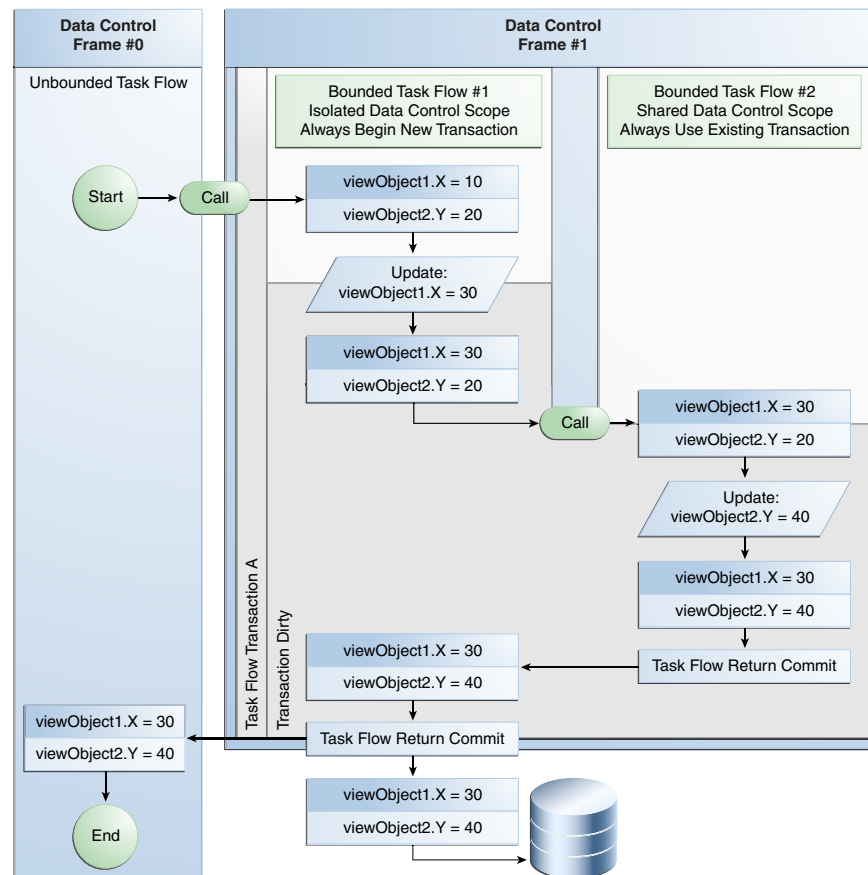 Data Control
Frame #0
Data Control
Frame #1
Unbounded Task Flow
Bounded Task Flow #1
Isolated Data Control Scope
Always Begin New Transaction
Bounded Task Flow #2
Shared Data Control Scope
Always Use Existing Transaction
Start
Call
viewObject1.X = 10
viewObject2.Y = 20
Update:
viewObject1.X = 30
viewObject1.X = 30
viewObject2.Y = 20
Call
viewObject1.X = 30
viewObject2.Y = 20
Update:
viewObject2.Y = 40
viewObject1.X = 30
viewObject2.Y = 40
Task Flow Return Commit
Task Flow Transaction A
Transaction Dirty
viewObject1.X = 30
viewObject2.Y = 40
Task Flow Return Commit
viewObject1.X = 30
viewObject2.Y = 40
viewObject1.X = 30
viewObject2.Y = 40
End